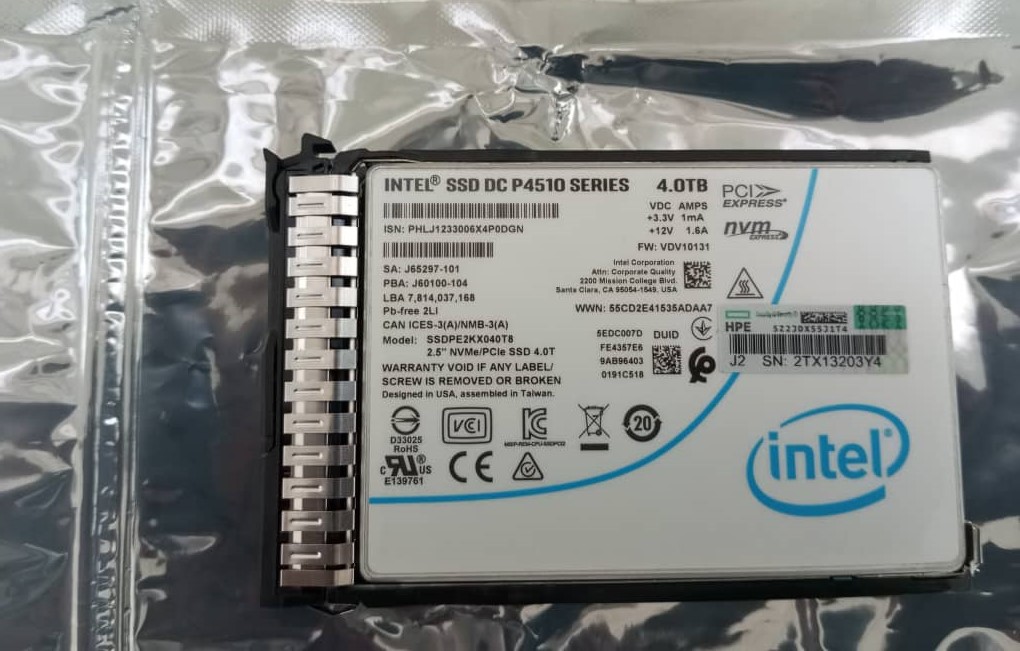 INTEL® SSD DC P4510 SERIES 4.0TB
PCI EXPRESS®
VDC AMPS
+3.3V 1mA
+12V 1.6A
nvm EXPRESS
ISN: PHLJ1233006X4P0DGN
FW: VDV10131
SA: J65297-101
PBA: J60100-104
LBA 7,814,037,168
Pb-free 2LI
CAN ICES-3(A)/NMB-3(A)
Model: SSDPE2KX040T8
2.5" NVMe/PCIe SSD 4.0T
WARRANTY VOID IF ANY LABEL/
SCREW IS REMOVED OR BROKEN
Designed in USA, assembled in Taiwan.
Intel Corporation
Attn: Corporate Quality
2200 Mission College Blvd.
Santa Clara, CA 95054-1549, USA
WWN: 55CD2E41535ADAA7
5EDC007D DUID
FE4357E6
9AB96403
0191C518
HPE
J2 SN: 2TX13203Y4
D33025
RoHS
VCI
20
c RU ® US
E139761
CE
intel®